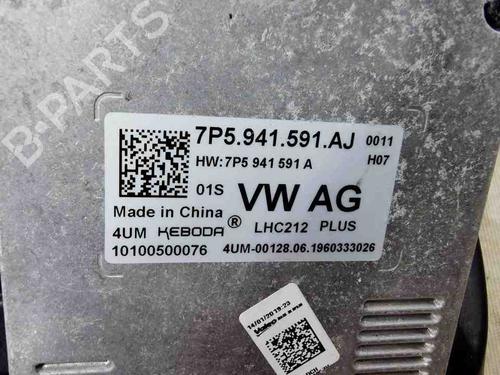 B-PARTS
7P5.941.591.AJ 0011
HW:7P5 941 591 A H07
01S VW AG
Made in China
4UM KEBODA® LHC212 PLUS
10100500076 4UM-00128.06.1960333026
Valeo